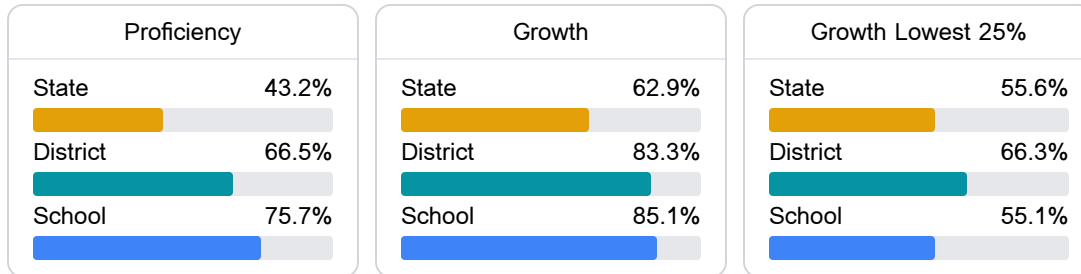 Proficiency
State 43.2%
District 66.5%
School 75.7%
Growth
State 62.9%
District 83.3%
School 85.1%
Growth Lowest 25%
State 55.6%
District 66.3%
School 55.1%